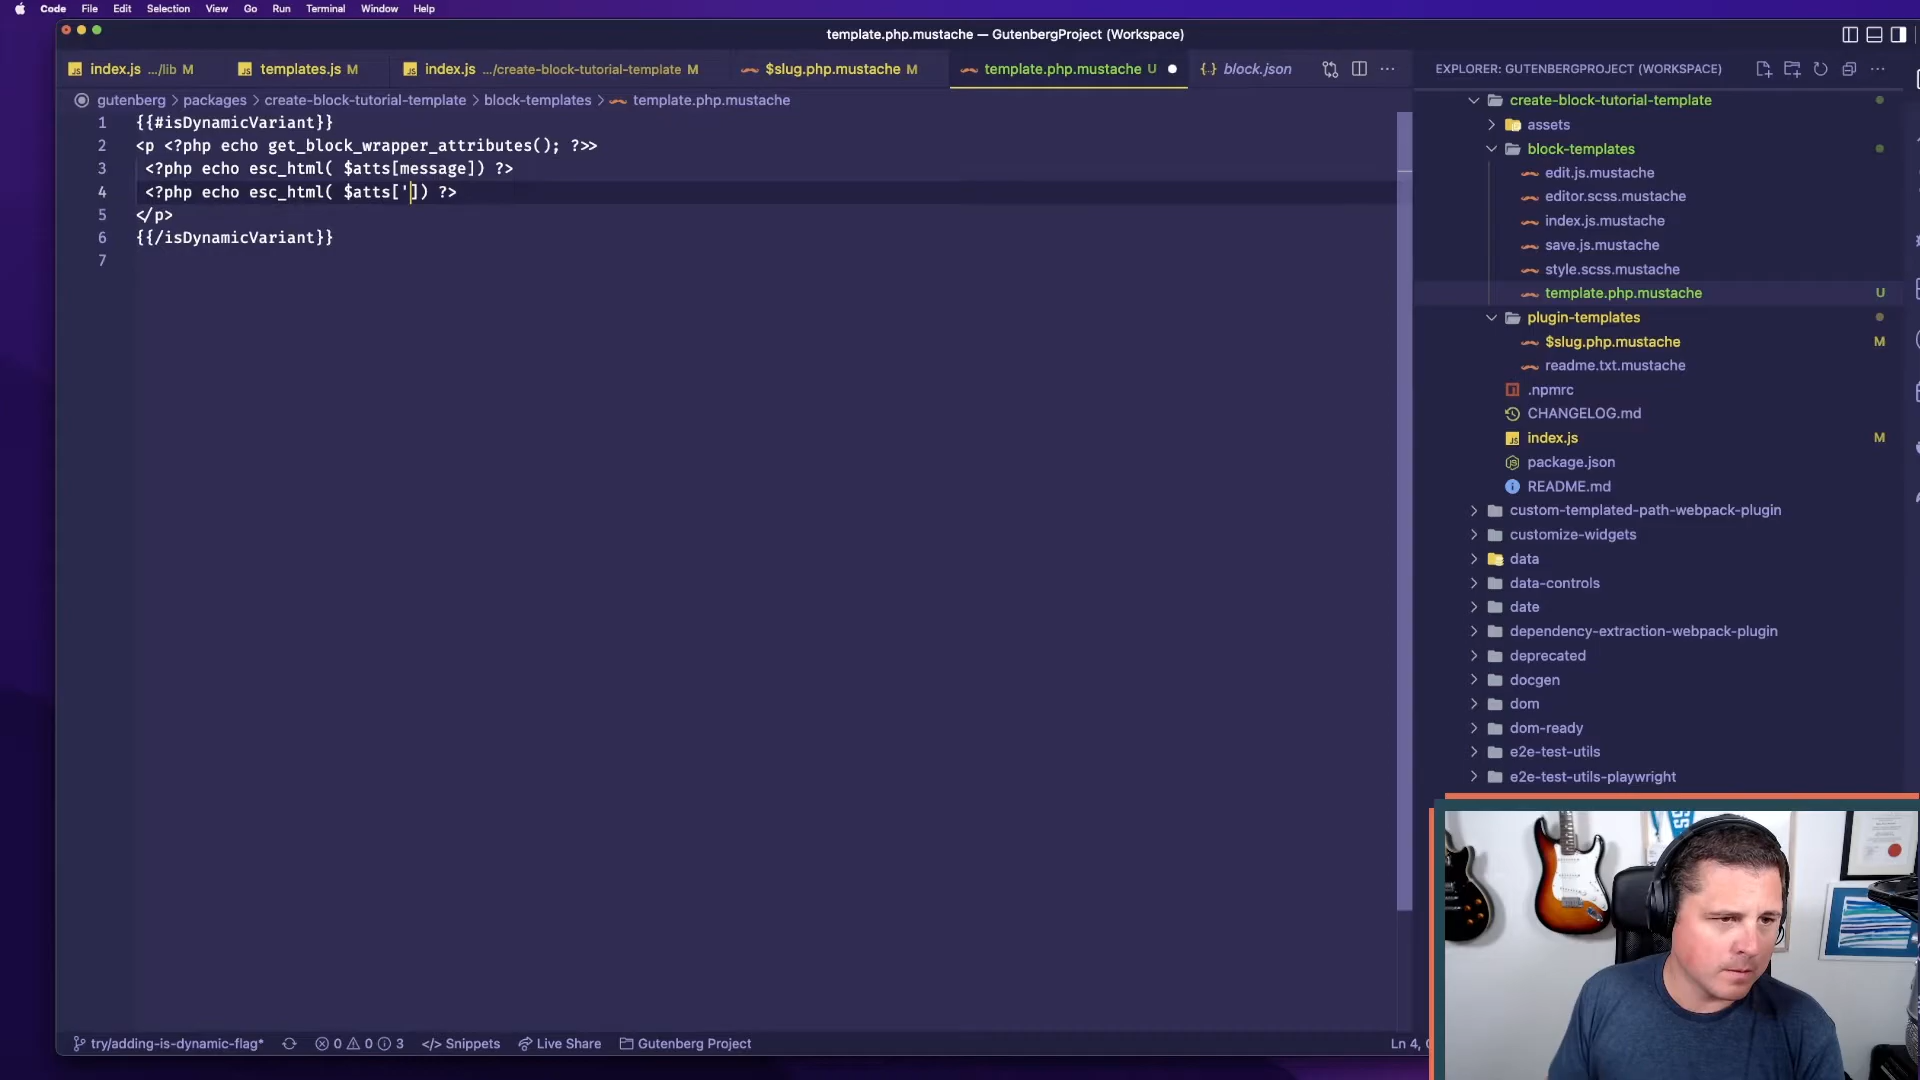 Code File Edit Selection View Go Run Terminal Window Help
template.php.mustache — GutenbergProject (Workspace)
index.js .../lib M
templates.js M
index.js .../create-block-tutorial-template M
$slug.php.mustache M
template.php.mustache U
block.json
EXPLORER: GUTENBERGPROJECT (WORKSPACE)
gutenberg > packages > create-block-tutorial-template > block-templates > template.php.mustache
1 {{#isDynamicVariant}}
2 <p <?php echo get_block_wrapper_attributes(); ?>>
3 <?php echo esc_html( $atts[message]) ?>
4 <?php echo esc_html( $atts[']) ?>
5 </p>
6 {{/isDynamicVariant}}
7
create-block-tutorial-template
assets
block-templates
edit.js.mustache
editor.scss.mustache
index.js.mustache
save.js.mustache
style.scss.mustache
template.php.mustache U
plugin-templates
$slug.php.mustache M
readme.txt.mustache
.npmrc
CHANGELOG.md
index.js M
package.json
README.md
custom-templated-path-webpack-plugin
customize-widgets
data
data-controls
date
dependency-extraction-webpack-plugin
deprecated
docgen
dom
dom-ready
e2e-test-utils
e2e-test-utils-playwright
try/adding-is-dynamic-flag* 0 0 3 </> Snippets Live Share Gutenberg Project Ln 4,